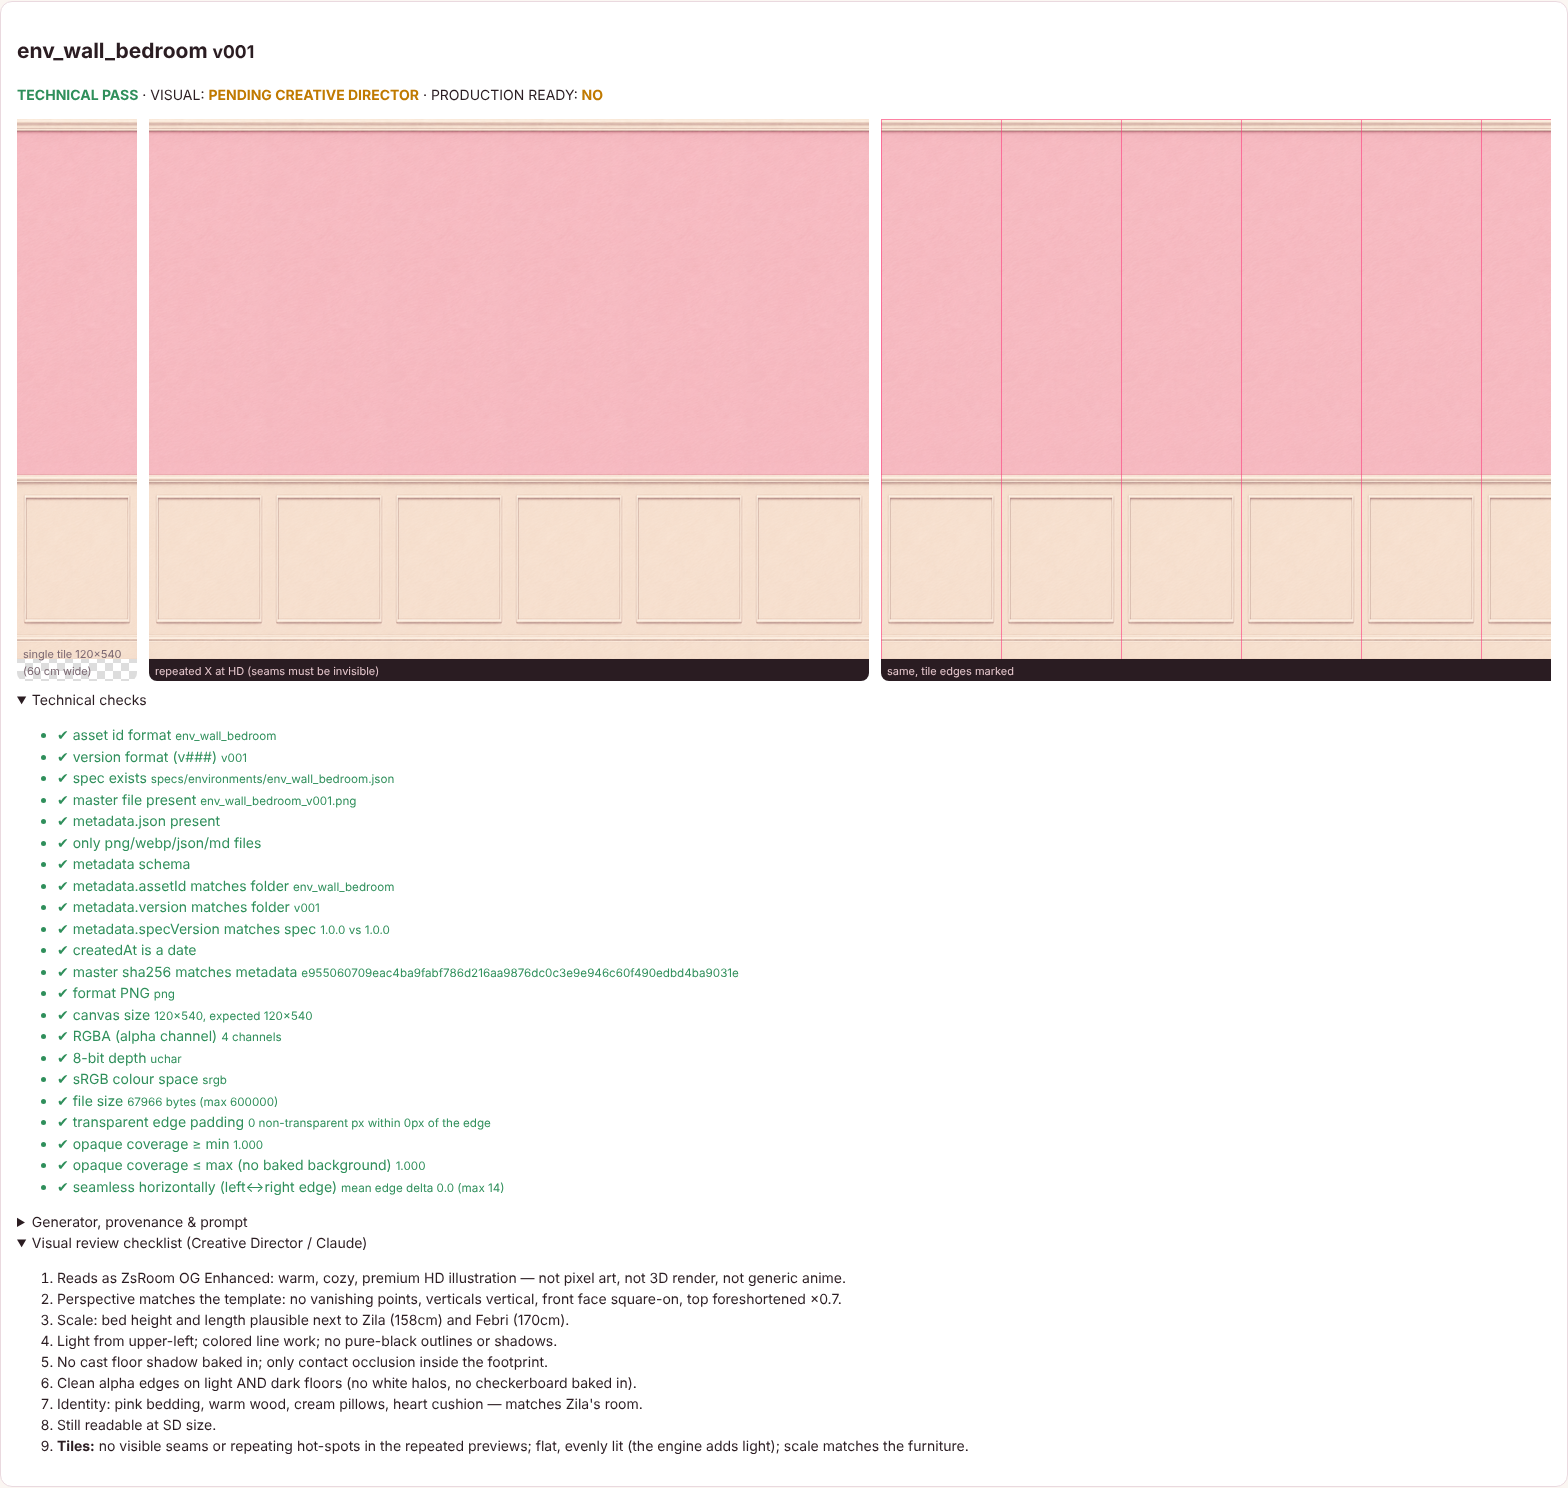 env_wall_bedroom v001
TECHNICAL PASS · VISUAL: PENDING CREATIVE DIRECTOR · PRODUCTION READY: NO
single tile 120×540
(60 cm wide)
repeated X at HD (seams must be invisible)
same, tile edges marked
▼ Technical checks
• ✔ asset id format env_wall_bedroom
• ✔ version format (v###) v001
• ✔ spec exists specs/environments/env_wall_bedroom.json
• ✔ master file present env_wall_bedroom_v001.png
• ✔ metadata.json present
• ✔ only png/webp/json/md files
• ✔ metadata schema
• ✔ metadata.assetId matches folder env_wall_bedroom
• ✔ metadata.version matches folder v001
• ✔ metadata.specVersion matches spec 1.0.0 vs 1.0.0
• ✔ createdAt is a date
• ✔ master sha256 matches metadata e955060709eac4ba9fabf786d216aa9876dc0c3e9e946c60f490edbd4ba9031e
• ✔ format PNG png
• ✔ canvas size 120×540, expected 120×540
• ✔ RGBA (alpha channel) 4 channels
• ✔ 8-bit depth uchar
• ✔ sRGB colour space srgb
• ✔ file size 67966 bytes (max 600000)
• ✔ transparent edge padding 0 non-transparent px within 0px of the edge
• ✔ opaque coverage ≥ min 1.000
• ✔ opaque coverage ≤ max (no baked background) 1.000
• ✔ seamless horizontally (left↔right edge) mean edge delta 0.0 (max 14)
▶ Generator, provenance & prompt
▼ Visual review checklist (Creative Director / Claude)
1. Reads as ZsRoom OG Enhanced: warm, cozy, premium HD illustration — not pixel art, not 3D render, not generic anime.
2. Perspective matches the template: no vanishing points, verticals vertical, front face square-on, top foreshortened ×0.7.
3. Scale: bed height and length plausible next to Zila (158cm) and Febri (170cm).
4. Light from upper-left; colored line work; no pure-black outlines or shadows.
5. No cast floor shadow baked in; only contact occlusion inside the footprint.
6. Clean alpha edges on light AND dark floors (no white halos, no checkerboard baked in).
7. Identity: pink bedding, warm wood, cream pillows, heart cushion — matches Zila's room.
8. Still readable at SD size.
9. Tiles: no visible seams or repeating hot-spots in the repeated previews; flat, evenly lit (the engine adds light); scale matches the furniture.